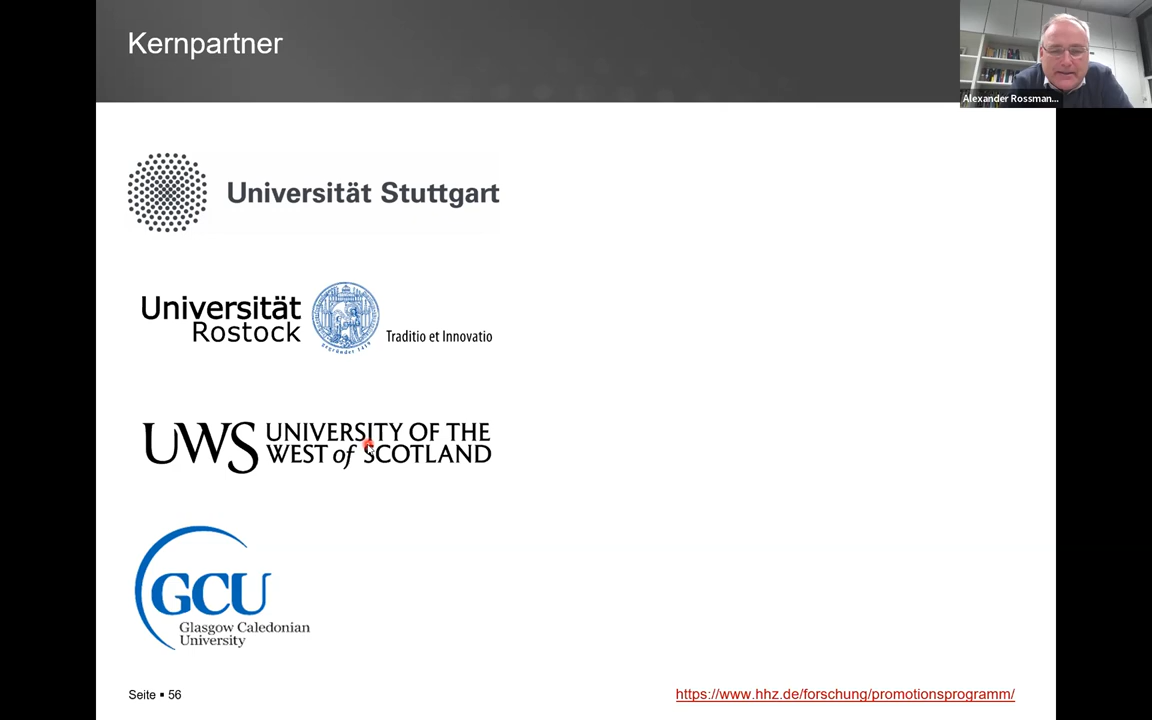 Kernpartner
Alexander Rossman...
Universität Stuttgart
Universität
Rostock
Traditio et Innovatio
UWS UNIVERSITY OF THE
WEST of SCOTLAND
GCU
Glasgow Caledonian
University
Seite ▪ 56
https://www.hhz.de/forschung/promotionsprogramm/